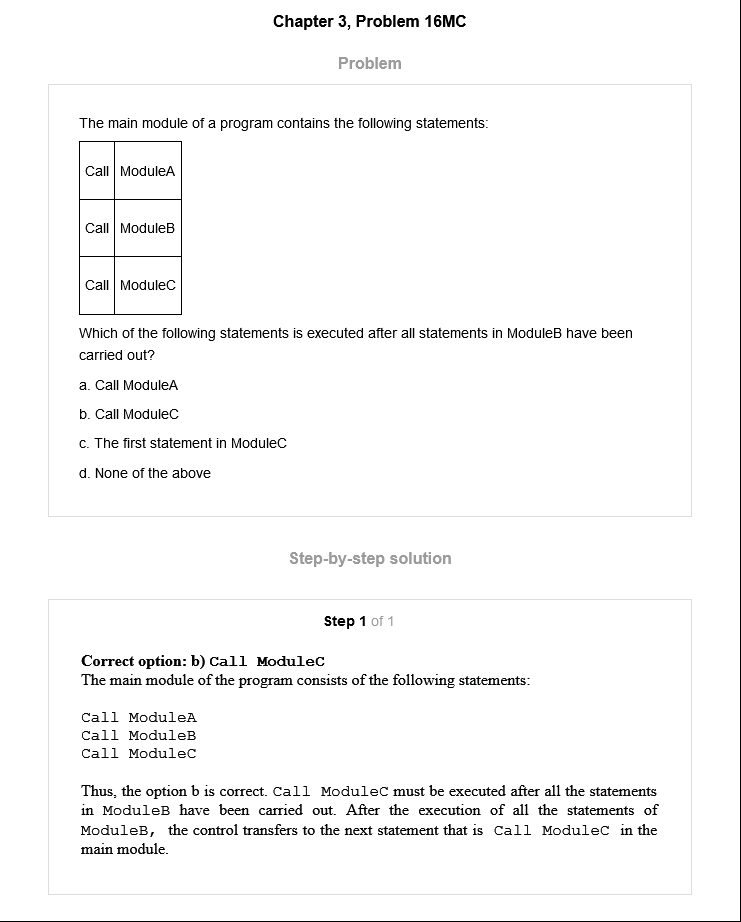 Chapter 3, Problem 16MC
Problem
The main module of a program contains the following statements:
Call ModuleA
Call ModuleB
Call ModuleC
Which of the following statements is executed after all statements in ModuleB have been
carried out?
a. Call ModuleA
b. Call ModuleC
c. The first statement in ModuleC
d. None of the above
Step-by-step solution
Step 1 of 1
Correct option: b) Call ModuleC
The main module of the program consists of the following statements:
Call ModuleA
Call ModuleB
Call ModuleC
Thus, the option b is correct. Call ModuleC must be executed after all the statements
in ModuleB have been carried out. After the execution of all the statements of
ModuleB, the control transfers to the next statement that is Call ModuleC in the
main module.